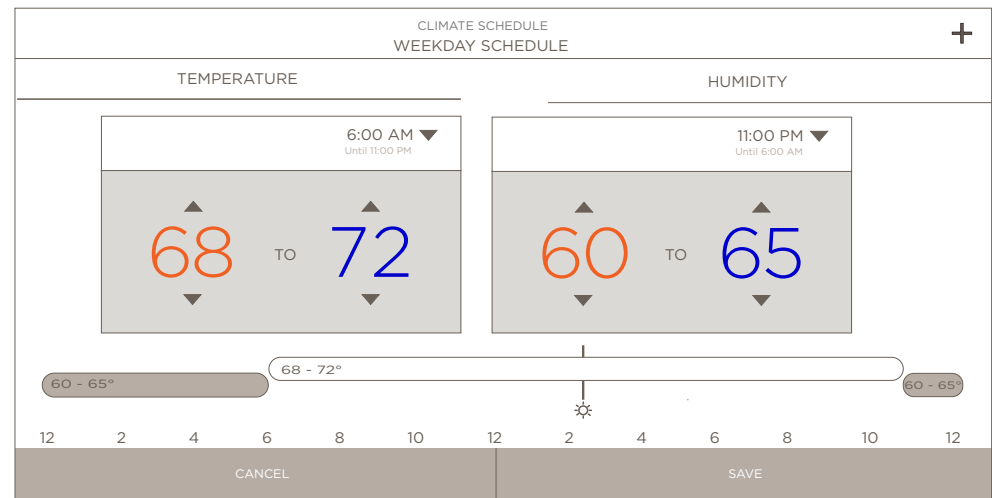 CLIMATE SCHEDULE
WEEKDAY SCHEDULE
TEMPERATURE
HUMIDITY
6:00 AM
Until 11:00 PM
68 TO 72
11:00 PM
Until 6:00 AM
60 TO 65
68 - 72°
60 - 65°
60 - 65°
12 2 4 6 8 10 12 2 4 6 8 10 12
CANCEL
SAVE